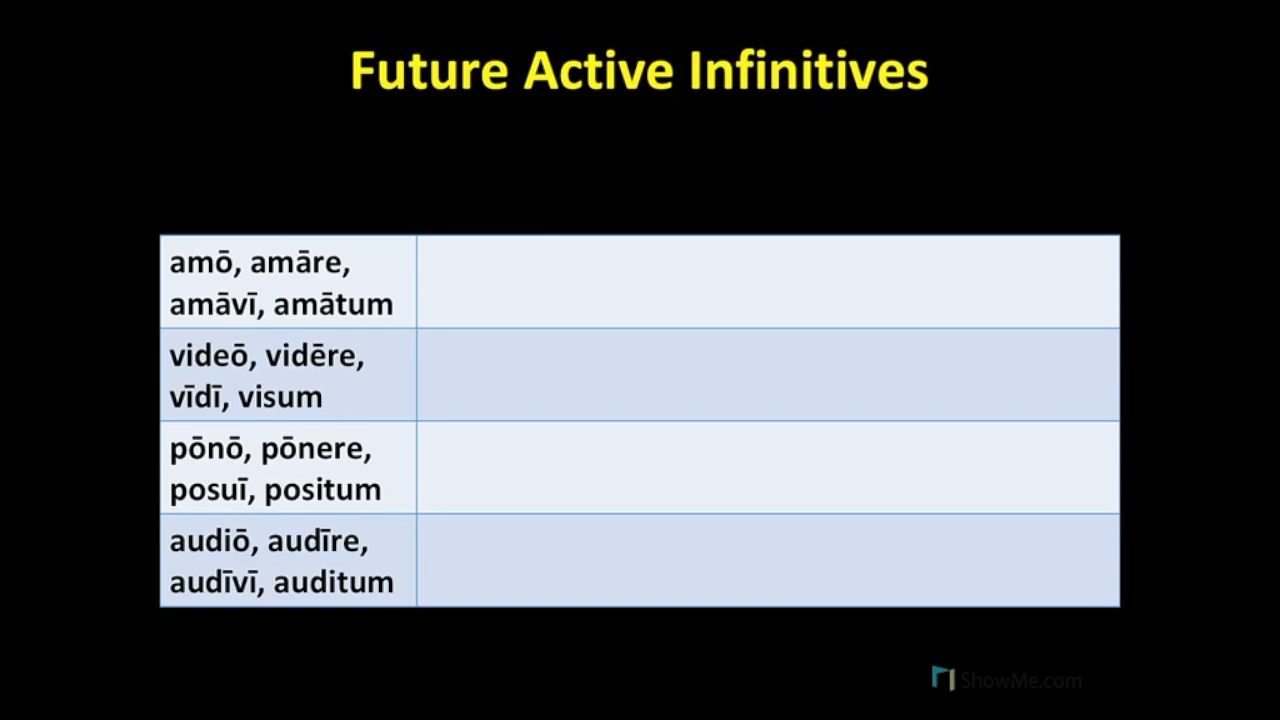 Future Active Infinitives
amō, amāre,
amāvī, amātum
videō, vidēre,
vīdī, visum
pōnō, pōnere,
posuī, positum
audiō, audīre,
audīvī, auditum
ShowMe.com